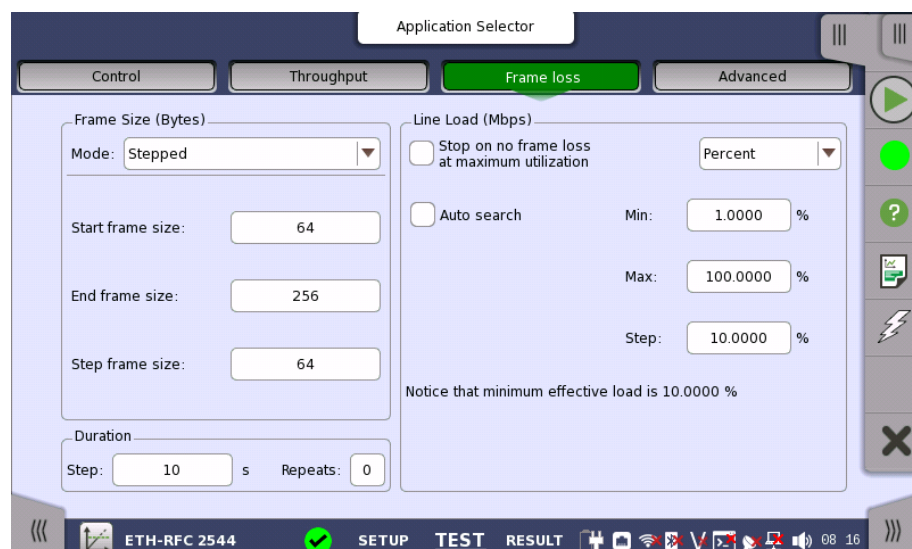 Application Selector
Control Throughput Frame loss Advanced
Frame Size (Bytes)
Mode: Stepped
Start frame size: 64
End frame size: 256
Step frame size: 64
Duration
Step: 10 s Repeats: 0
Line Load (Mbps)
Stop on no frame loss
at maximum utilization
Percent
Auto search Min: 1.0000 %
Max: 100.0000 %
Step: 10.0000 %
Notice that minimum effective load is 10.0000 %
ETH-RFC 2544 SETUP TEST RESULT 08 16